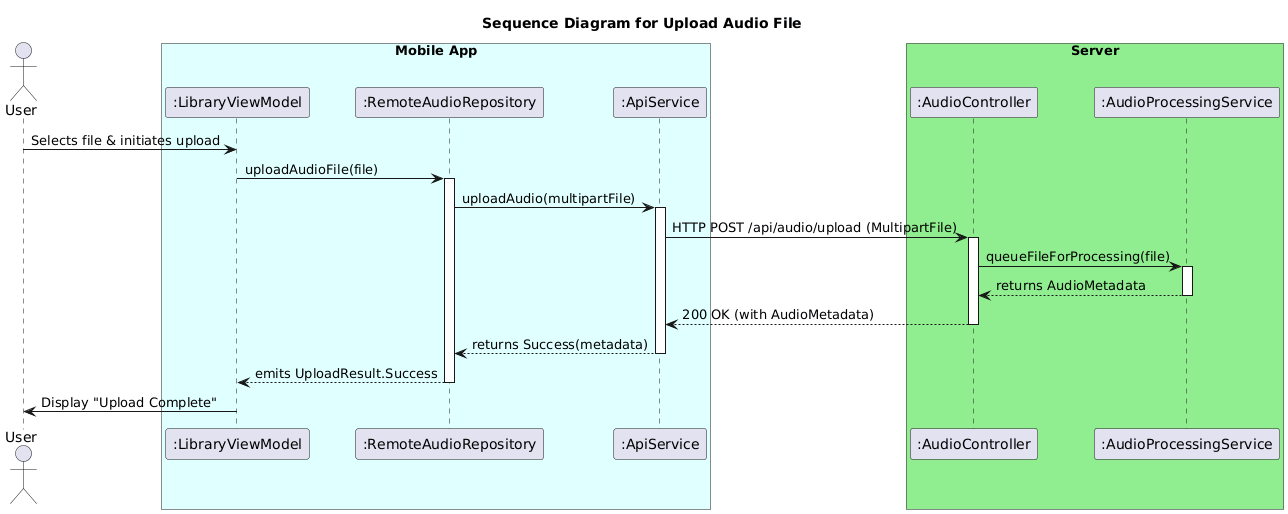 Sequence Diagram for Upload Audio File
Mobile App
Server
User
:LibraryViewModel
:RemoteAudioRepository
:ApiService
:AudioController
:AudioProcessingService
Selects file & initiates upload
uploadAudioFile(file)
uploadAudio(multipartFile)
HTTP POST /api/audio/upload (MultipartFile)
queueFileForProcessing(file)
returns AudioMetadata
200 OK (with AudioMetadata)
returns Success(metadata)
emits UploadResult.Success
Display "Upload Complete"
User
:LibraryViewModel
:RemoteAudioRepository
:ApiService
:AudioController
:AudioProcessingService